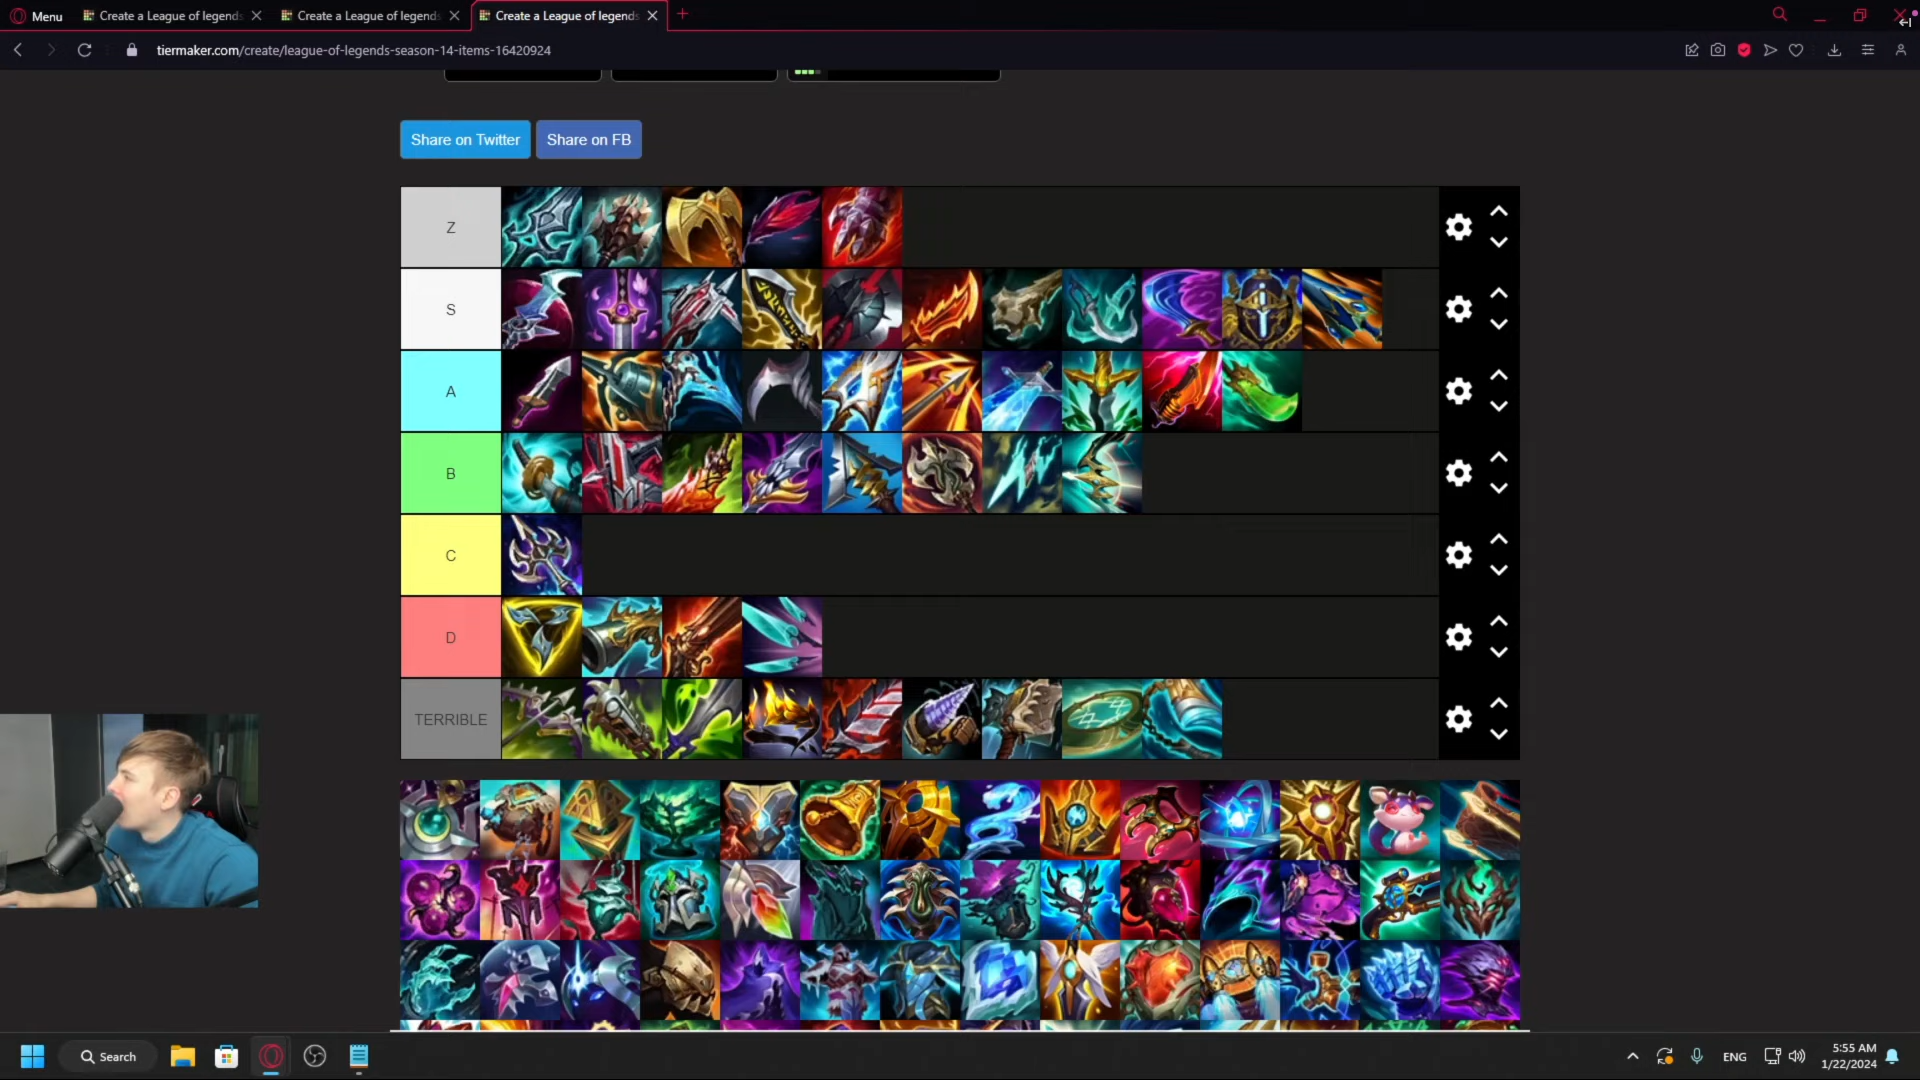 Menu
Create a League of legends
Create a League of legends
Create a League of legends
tiermaker.com/create/league-of-legends-season-14-items-16420924
Share on Twitter
Share on FB
Z
S
A
B
C
D
TERRIBLE
Search
ENG
5:55 AM
1/22/2024